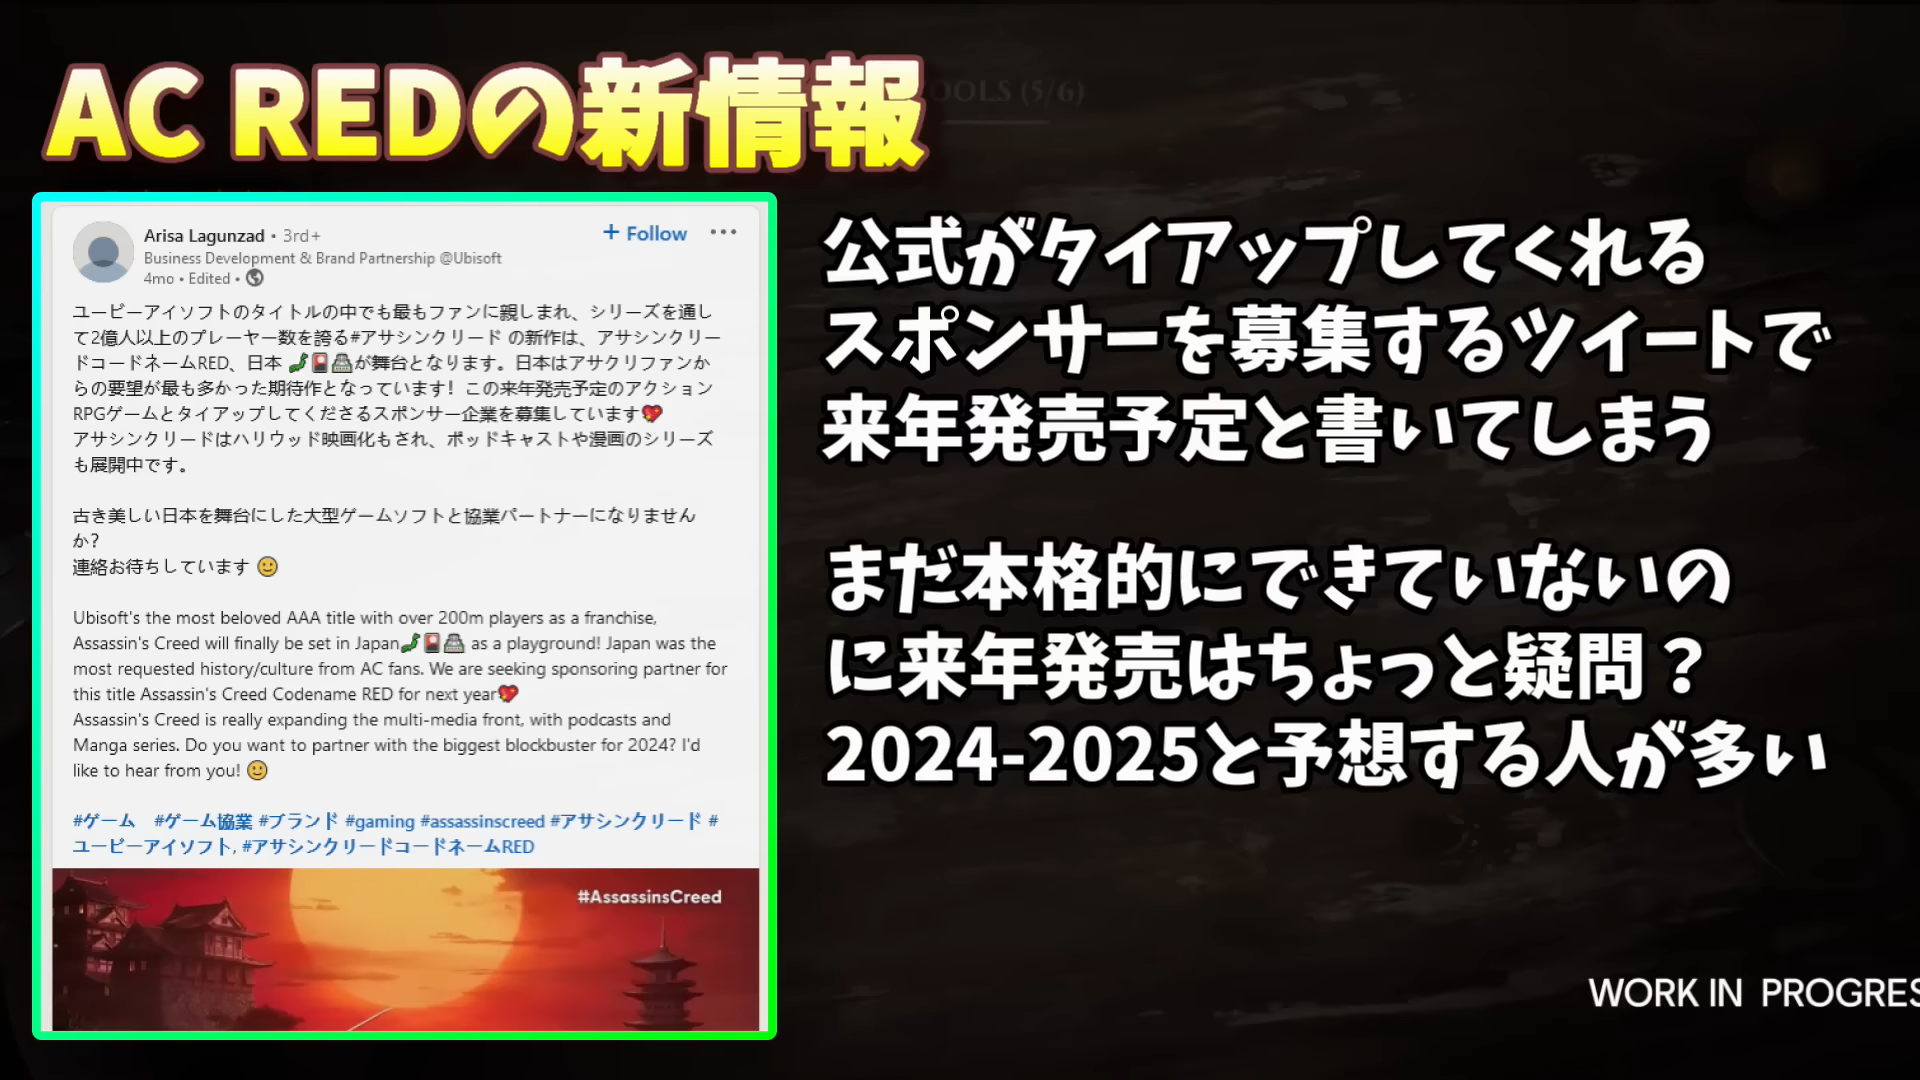 AC REDの新情報
OOLS (5/6)
Arisa Lagunzad • 3rd+
+ Follow
Business Development & Brand Partnership @Ubisoft
4mo • Edited •
ユービーアイソフトのタイトルの中でも最もファンに親しまれ、シリーズを通し
て2億人以上のプレーヤー数を誇る#アサシンクリード の新作は、アサシンクリー
ドコードネームRED、日本 🗾🎴🏯が舞台となります。日本はアサクリファンか
らの要望が最も多かった期待作となっています！この来年発売予定のアクション
RPGゲームとタイアップしてくださるスポンサー企業を募集しています💖
アサシンクリードはハリウッド映画化もされ、ポッドキャストや漫画のシリーズ
も展開中です。
古き美しい日本を舞台にした大型ゲームソフトと協業パートナーになりません
か?
連絡お待ちしています 🙂
Ubisoft's the most beloved AAA title with over 200m players as a franchise,
Assassin's Creed will finally be set in Japan🗾🎴🏯 as a playground! Japan was the
most requested history/culture from AC fans. We are seeking sponsoring partner for
this title Assassin's Creed Codename RED for next year💖
Assassin's Creed is really expanding the multi-media front, with podcasts and
Manga series. Do you want to partner with the biggest blockbuster for 2024? I'd
like to hear from you! 🙂
#ゲーム #ゲーム協業 #ブランド #gaming #assassinscreed #アサシンクリード #
ユービーアイソフト, #アサシンクリードコードネームRED
#AssassinsCreed
公式がタイアップしてくれる
スポンサーを募集するツイートで
来年発売予定と書いてしまう
まだ本格的にできていないの
に来年発売はちょっと疑問？
2024-2025と予想する人が多い
WORK IN PROGRES